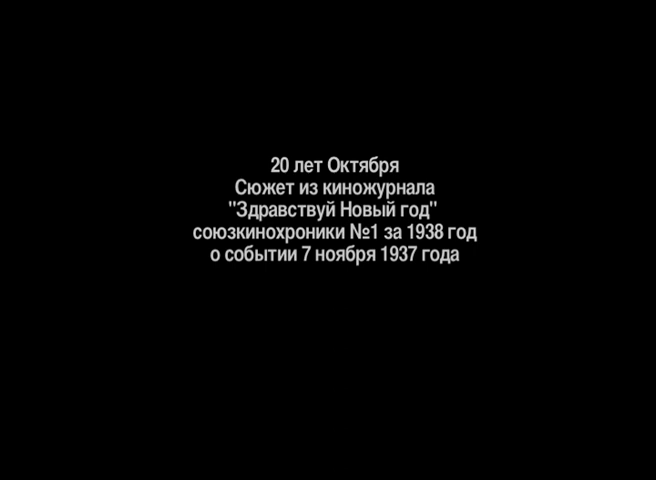 20 лет Октября
Сюжет из киножурнала
"Здравствуй Новый год"
союзкинохроники №1 за 1938 год
о событии 7 ноября 1937 года